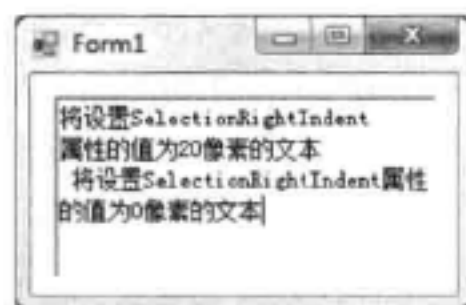 Form1
将设置SelectionRightIndent
属性的值为20像素的文本
将设置SelectionRightIndent属性
的值为0像素的文本